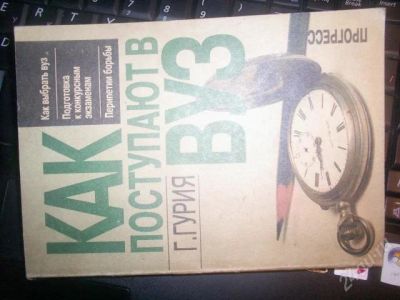 Как выбрать вуз
Подготовка
к конкурсным
экзаменам
Перипетии борьбы
КАК
ПОСТУПАЮТ В
ВУЗ
Г. ГУРИЯ
ПРОГРЕСС